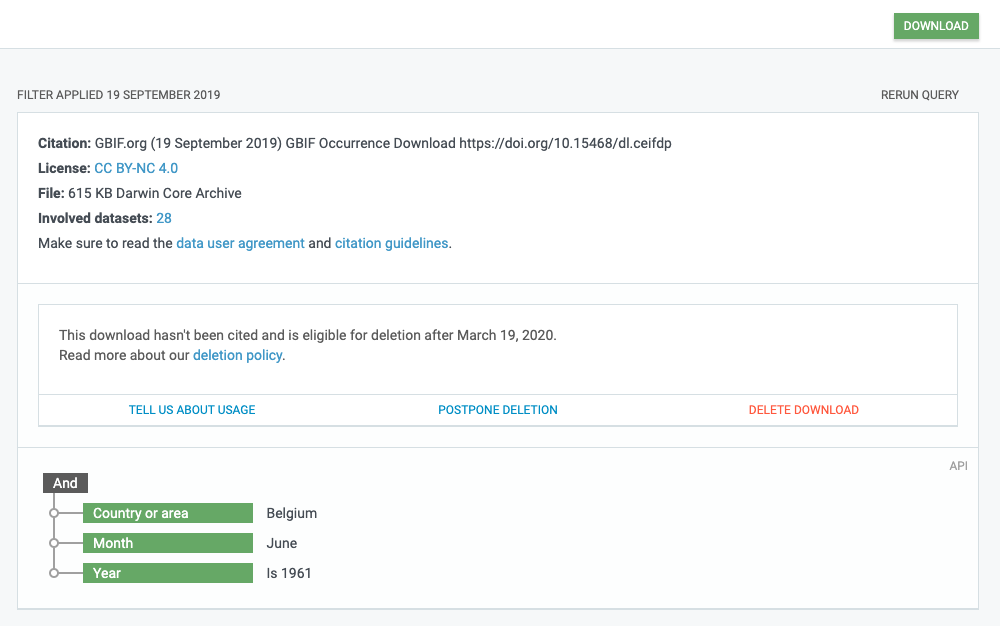 DOWNLOAD
FILTER APPLIED 19 SEPTEMBER 2019
RERUN QUERY
Citation: GBIF.org (19 September 2019) GBIF Occurrence Download https://doi.org/10.15468/dl.ceifdp
License: CC BY-NC 4.0
File: 615 KB Darwin Core Archive
Involved datasets: 28
Make sure to read the data user agreement and citation guidelines.
This download hasn't been cited and is eligible for deletion after March 19, 2020.
Read more about our deletion policy.
TELL US ABOUT USAGE
POSTPONE DELETION
DELETE DOWNLOAD
API
And
Country or area Belgium
Month June
Year Is 1961